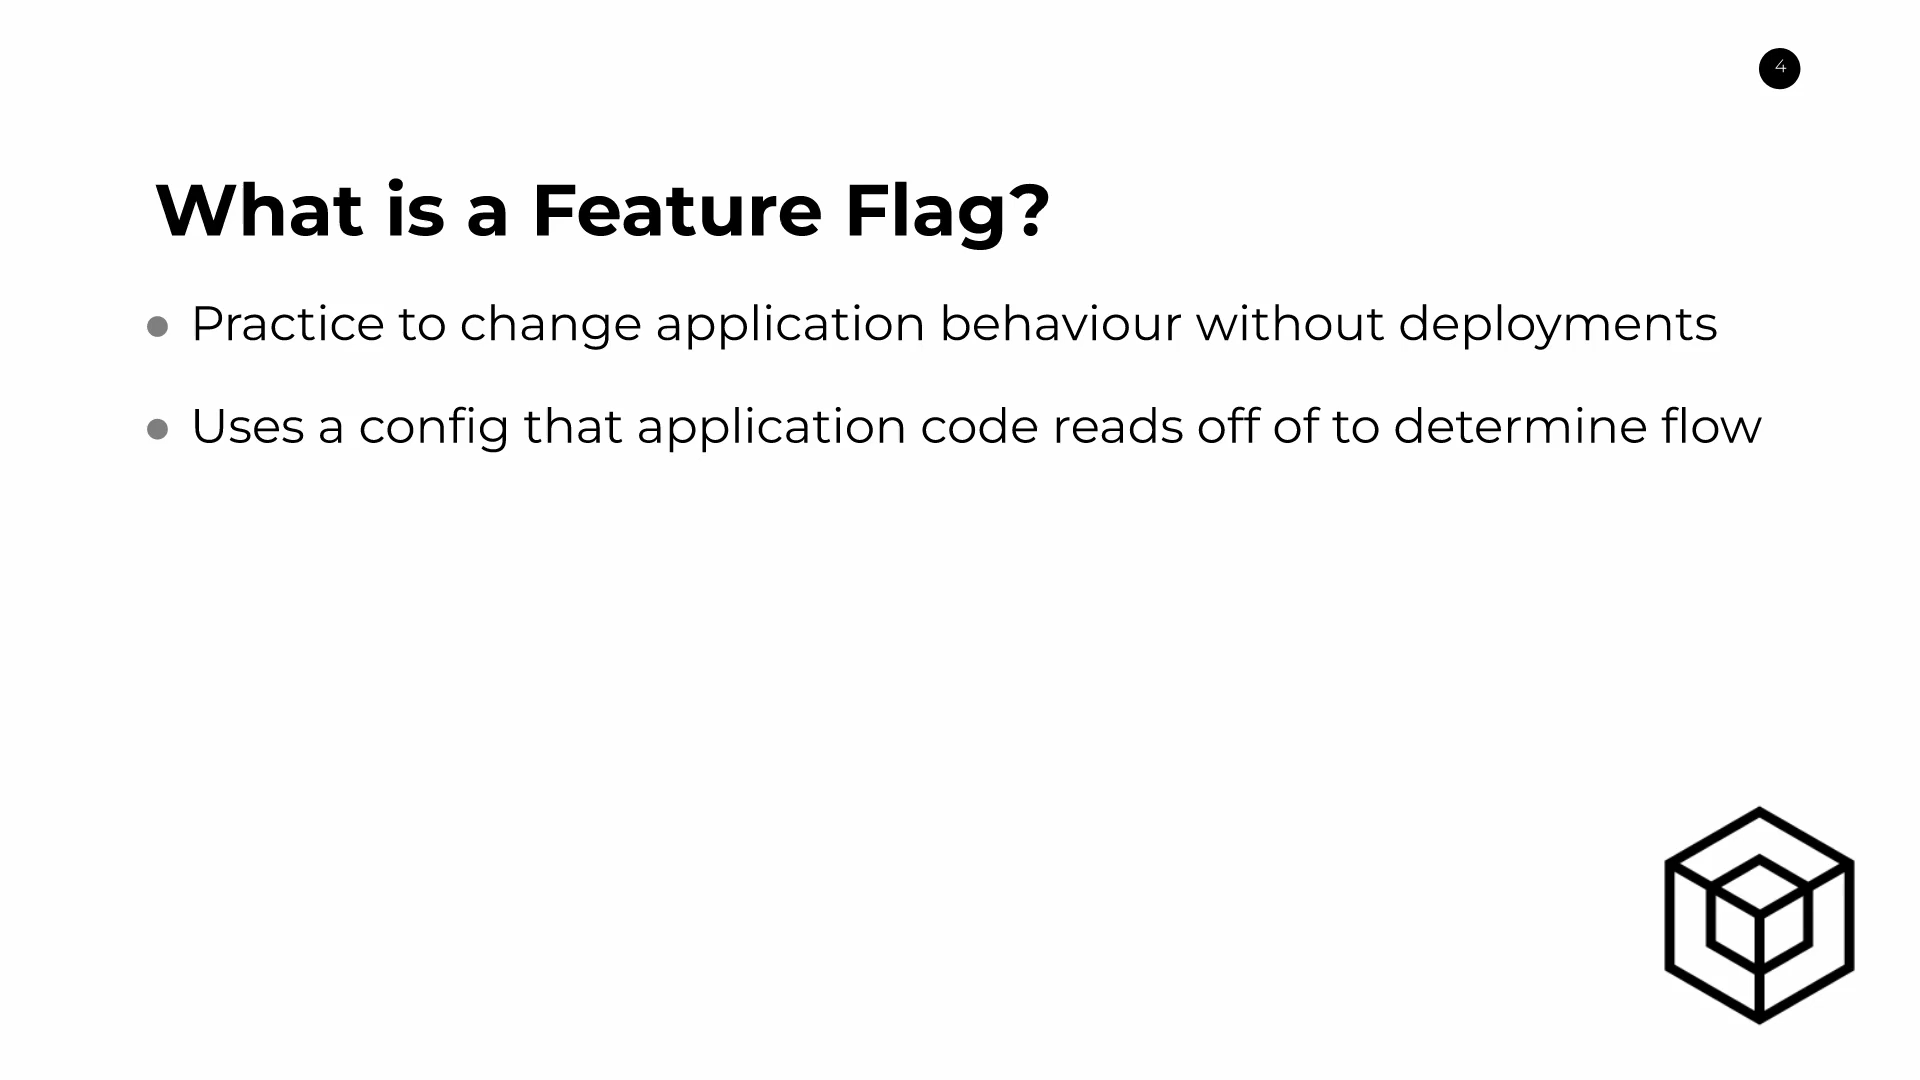 4
What is a Feature Flag?
● Practice to change application behaviour without deployments
● Uses a config that application code reads off of to determine flow